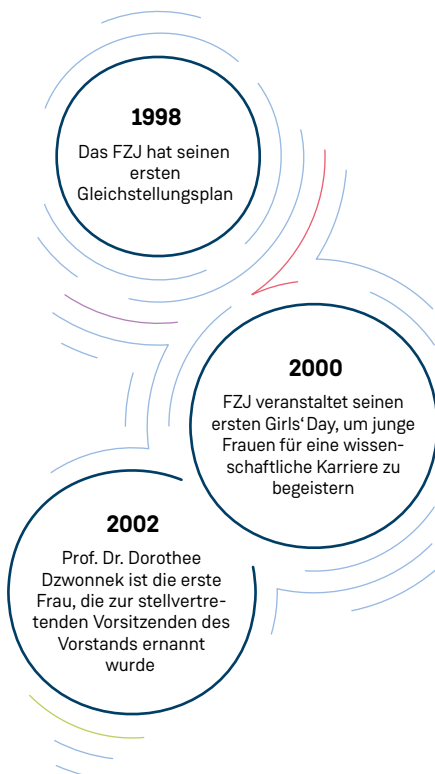 1998
Das FZJ hat seinen
ersten
Gleichstellungsplan
2000
FZJ veranstaltet seinen
ersten Girls‘Day, um junge
Frauen für eine wissen-
schaftliche Karriere zu
begeistern
2002
Prof. Dr. Dorothee
Dzwonnek ist die erste
Frau, die zur stellvertre-
tenden Vorsitzenden des
Vorstands ernannt
wurde